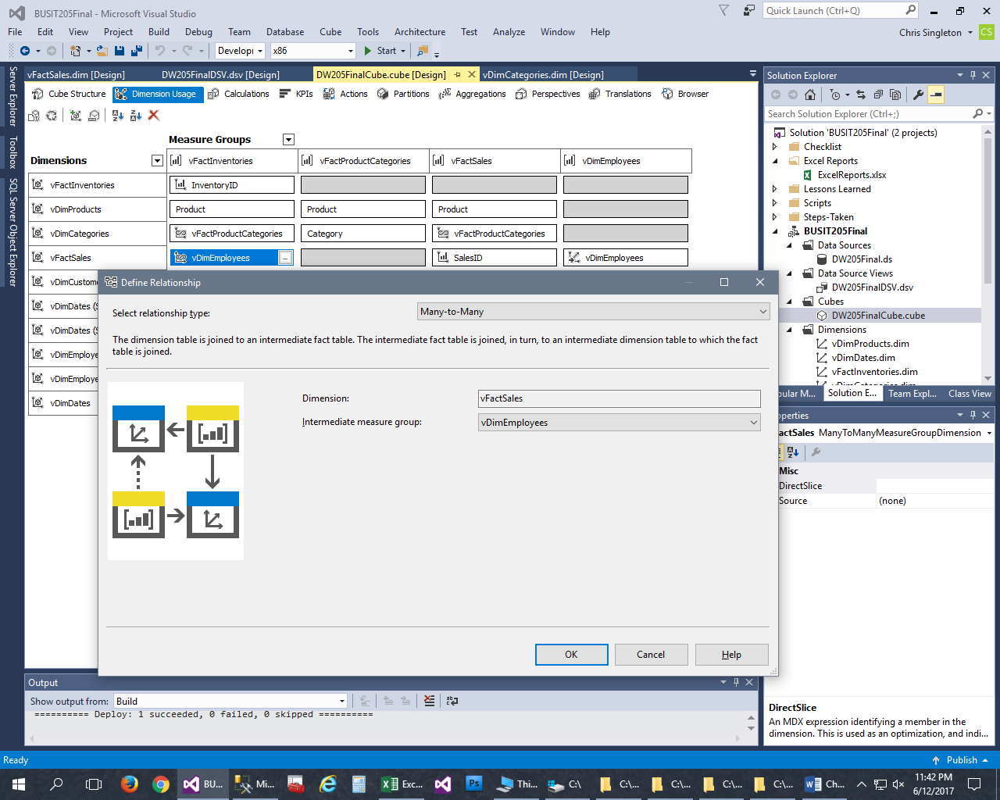 BUSIT205Final - Microsoft Visual Studio
Quick Launch (Ctrl+Q)
File Edit View Project Build Debug Team Database Cube Tools Architecture Test Analyze Window Help
Chris Singleton CS
Developi x86 Start
Server Explorer
Toolbox
SQL Server Object Explorer
vFactSales.dim [Design] DW205FinalDSV.dsv [Design] DW205FinalCube.cube [Design] vDimCategories.dim [Design]
Cube Structure Dimension Usage Calculations KPIs Actions Partitions Aggregations Perspectives Translations Browser
Measure Groups
Dimensions
vFactInventories vFactProductCategories vFactSales vDimEmployees
vFactInventories InventoryID
vDimProducts Product Product Product
vDimCategories vFactProductCategories Category vFactProductCategories
vFactSales vDimEmployees ... SalesID vDimEmployees
vDimCustome
vDimDates (S
vDimDates (S
vDimEmploye
vDimEmploye
vDimDates
Define Relationship
Select relationship type: Many-to-Many
The dimension table is joined to an intermediate fact table. The intermediate fact table is joined, in turn, to an intermediate dimension table to which the fact
table is joined.
Dimension: vFactSales
Intermediate measure group: vDimEmployees
OK Cancel Help
Solution Explorer
Search Solution Explorer (Ctrl+;)
Solution 'BUSIT205Final' (2 projects)
Checklist
Excel Reports
ExcelReports.xlsx
Lessons Learned
Scripts
Steps-Taken
BUSIT205Final
Data Sources
DW205Final.ds
Data Source Views
DW205FinalDSV.dsv
Cubes
DW205FinalCube.cube
Dimensions
vDimProducts.dim
vDimDates.dim
vFactInventories.dim
vDimCategories.dim
pular M... Solution E... Team Expl... Class View
operties
actSales ManyToManyMeasureGroupDimension
Misc
DirectSlice
Source (none)
DirectSlice
An MDX expression identifying a member in the
dimension. This is used as an optimization, and indi...
Output
Show output from: Build
========== Deploy: 1 succeeded, 0 failed, 0 skipped ==========
Ready
Publish
BU... Mi... Exc... Ps Thi... C:\ C:\... C:\... C:\... C:\... Ch...
11:42 PM
6/12/2017